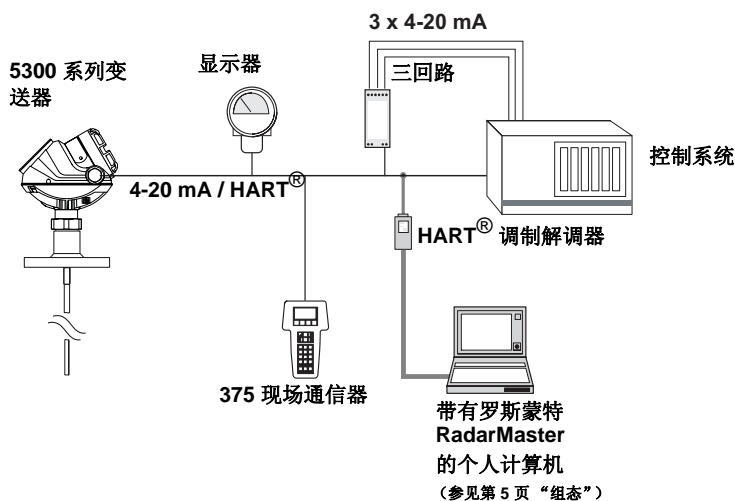 3 x 4-20 mA
5300 系列变
送器
显示器
三回路
控制系统
4-20 mA / HART®
HART® 调制解调器
375 现场通信器
带有罗斯蒙特
RadarMaster
的个人计算机
（参见第 5 页 “组态”）